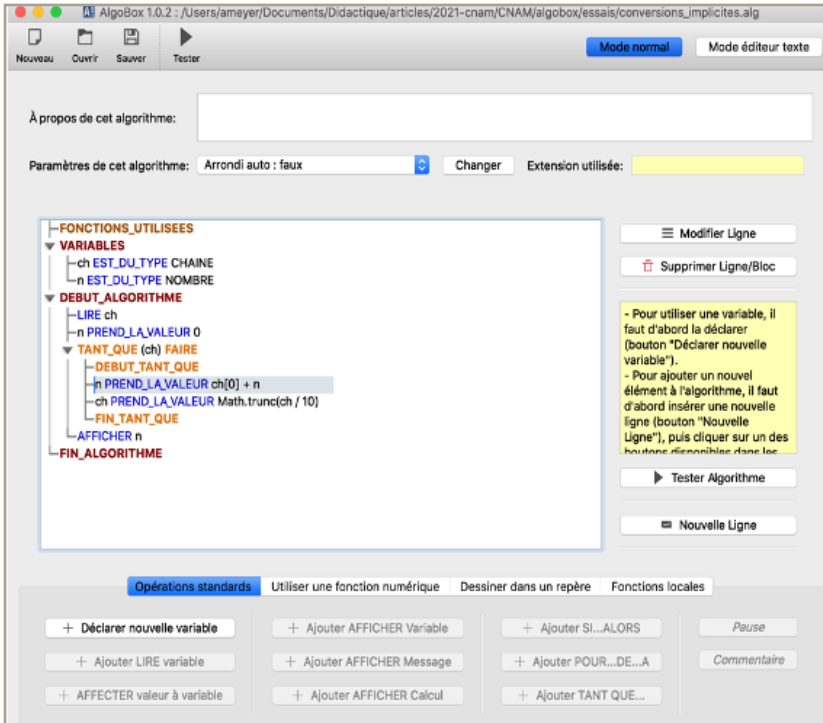 AlgoBox 1.0.2 : /Users/ameyer/Documents/Didactique/articles/2021-cnam/CNAM/algobox/essais/conversions_implicites.alg
Nouveau Ouvrir Sauver Tester
Mode normal Mode éditeur texte
À propos de cet algorithme:
Paramètres de cet algorithme: Arrondi auto : faux Changer Extension utilisée:
FONCTIONS_UTILISEES
VARIABLES
ch EST_DU_TYPE CHAINE
n EST_DU_TYPE NOMBRE
DEBUT_ALGORITHME
LIRE ch
n PREND_LA_VALEUR 0
TANT_QUE (ch) FAIRE
DEBUT_TANT_QUE
n PREND_LA_VALEUR ch[0] + n
ch PREND_LA_VALEUR Math.trunc(ch / 10)
FIN_TANT_QUE
AFFICHER n
FIN_ALGORITHME
Modifier Ligne
Supprimer Ligne/Bloc
- Pour utiliser une variable, il
faut d'abord la déclarer
(bouton "Déclarer nouvelle
variable").
- Pour ajouter un nouvel
élément à l'algorithme, il faut
d'abord insérer une nouvelle
ligne (bouton "Nouvelle
Ligne"), puis cliquer sur un des
boutons disponibles dans les
Tester Algorithme
Nouvelle Ligne
Opérations standards Utiliser une fonction numérique Dessiner dans un repère Fonctions locales
+ Déclarer nouvelle variable + Ajouter AFFICHER Variable + Ajouter SI...ALORS Pause
+ Ajouter LIRE variable + Ajouter AFFICHER Message + Ajouter POUR...DE...A Commentaire
+ AFFECTER valeur à variable + Ajouter AFFICHER Calcul + Ajouter TANT QUE...